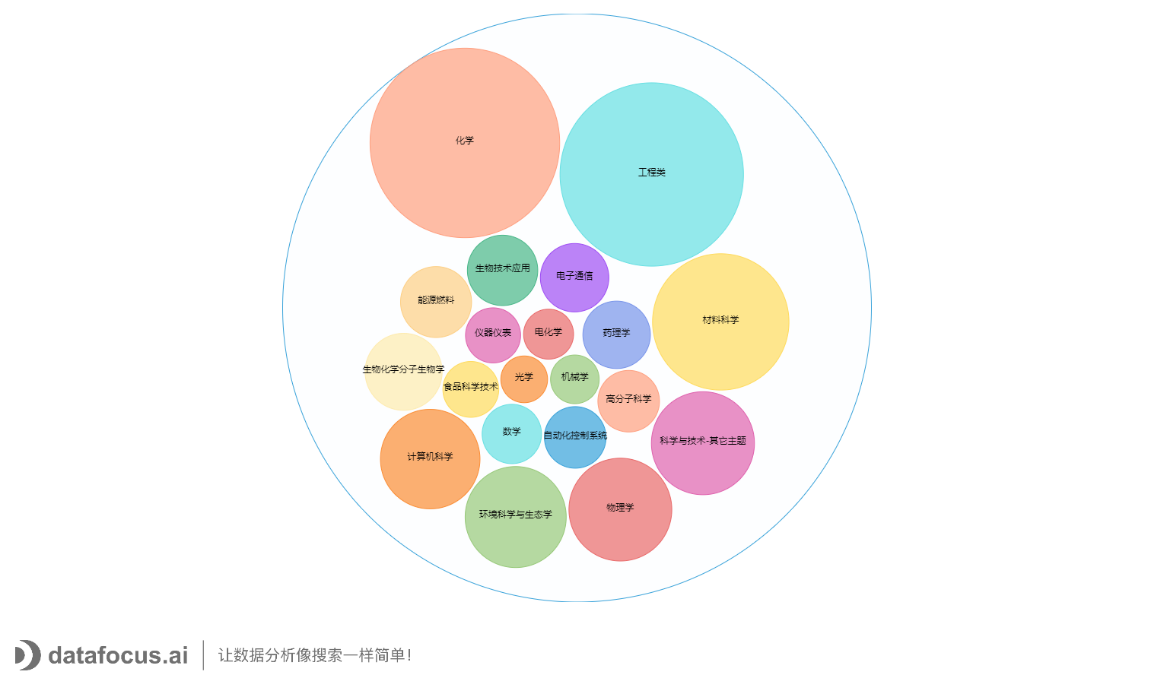 化学
工程类
生物技术应用
电子通信
能源燃料
材料科学
仪器仪表
电化学
药理学
生物化学分子生物学
食品科学技术
光学
机械学
高分子科学
数学
自动化控制系统
科学与技术-其它主题
计算机科学
环境科学与生态学
物理学
datafocus.ai
让数据分析像搜索一样简单!